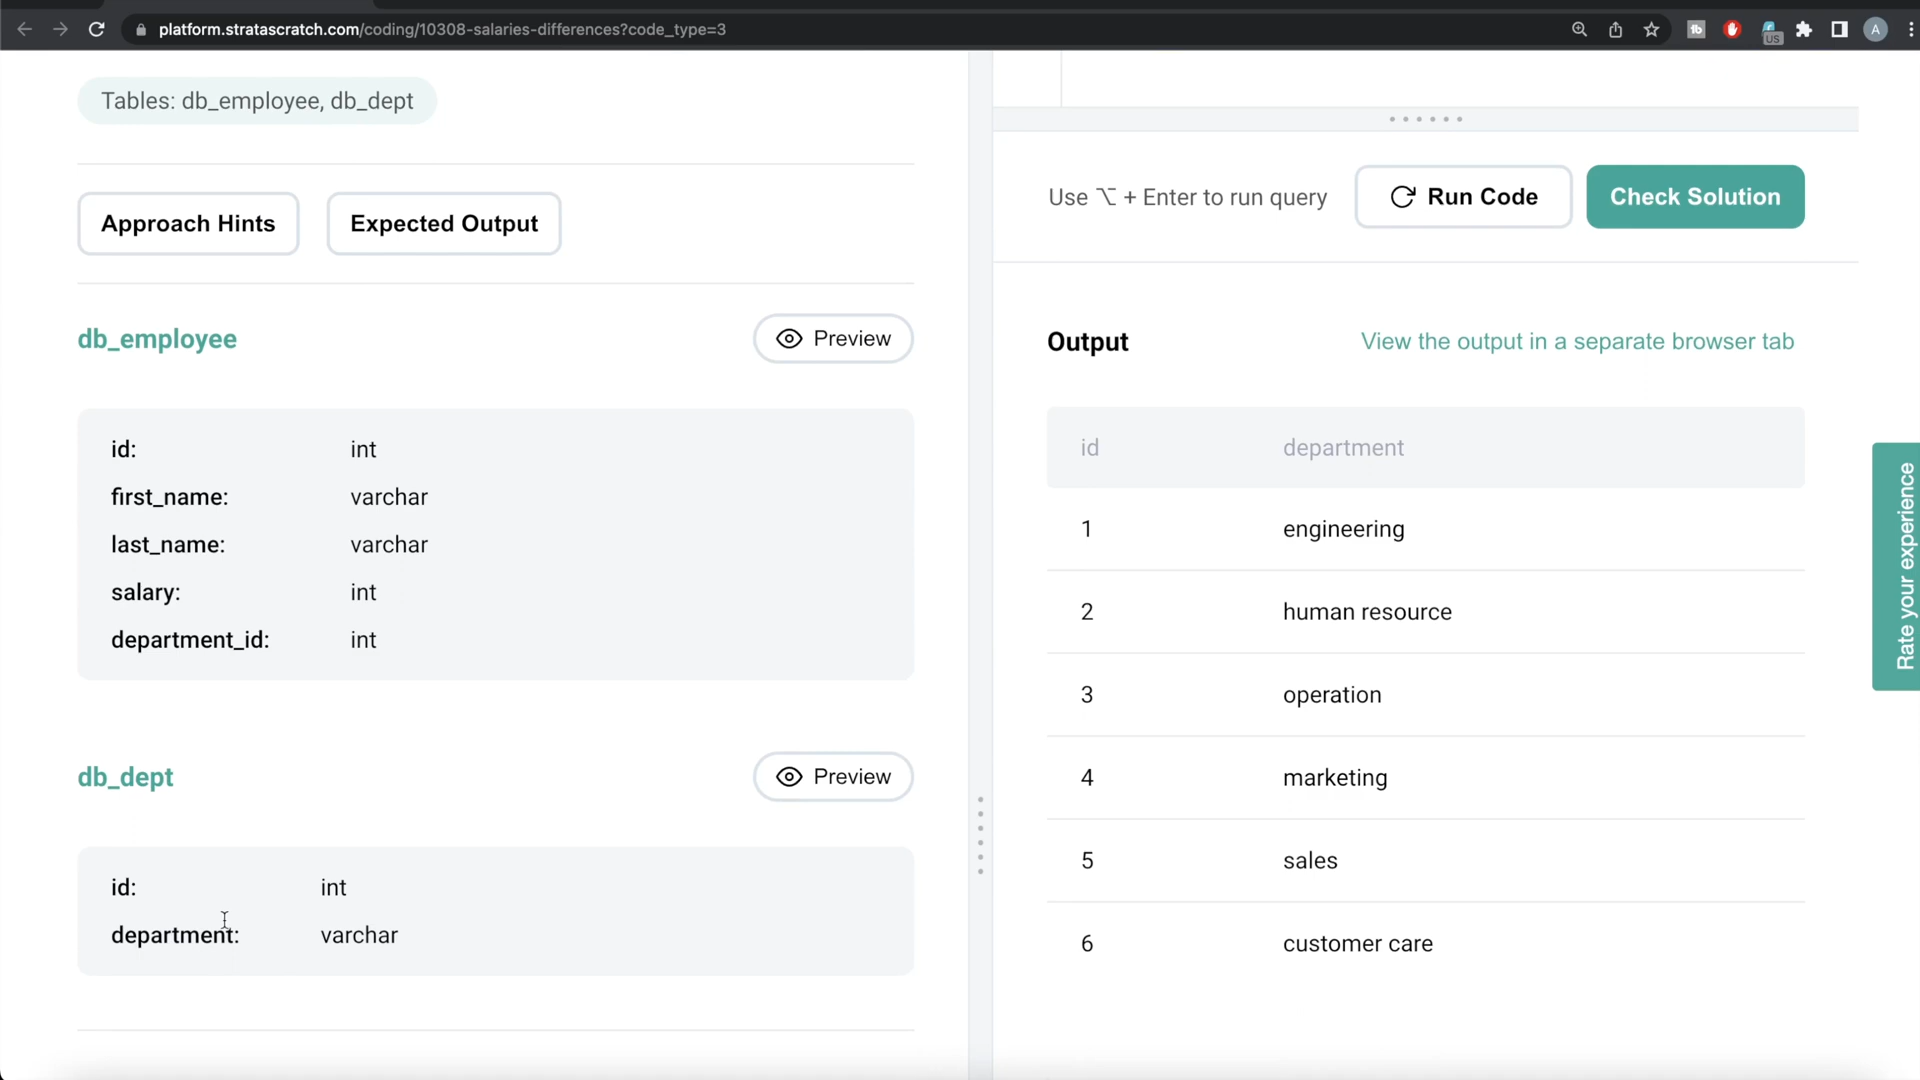 platform.stratascratch.com/coding/10308-salaries-differences?code_type=3
tb
US
A
Tables: db_employee, db_dept
Approach Hints
Expected Output
db_employee
Preview
id: int
first_name: varchar
last_name: varchar
salary: int
department_id: int
db_dept
Preview
id: int
department: varchar
Use ⌥ + Enter to run query
Run Code
Check Solution
Output
View the output in a separate browser tab
id department
1 engineering
2 human resource
3 operation
4 marketing
5 sales
6 customer care
Rate your experience